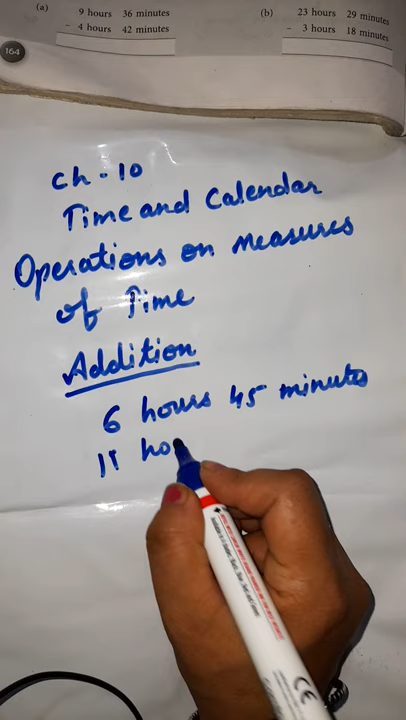 (a) 9 hours 36 minutes (b) 23 hours 29 minutes
− 4 hours 42 minutes − 3 hours 18 minutes
164
Ch - 10
Time and Calendar
Operations on Measures
of Time
Addition
6 hours 45 minutes
ho
CE